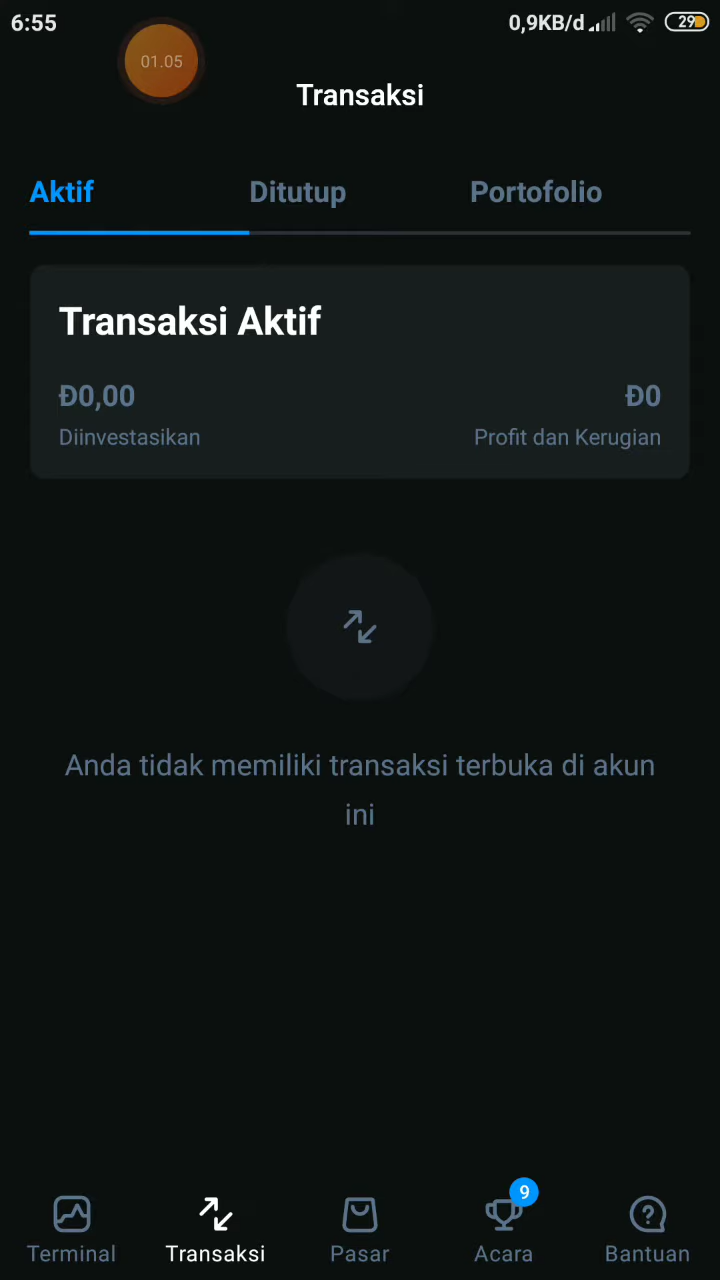 6:55
0,9KB/d
29
01.05
Transaksi
Aktif
Ditutup
Portofolio
Transaksi Aktif
Đ0,00
Đ0
Diinvestasikan
Profit dan Kerugian
Anda tidak memiliki transaksi terbuka di akun
ini
9
Terminal
Transaksi
Pasar
Acara
Bantuan